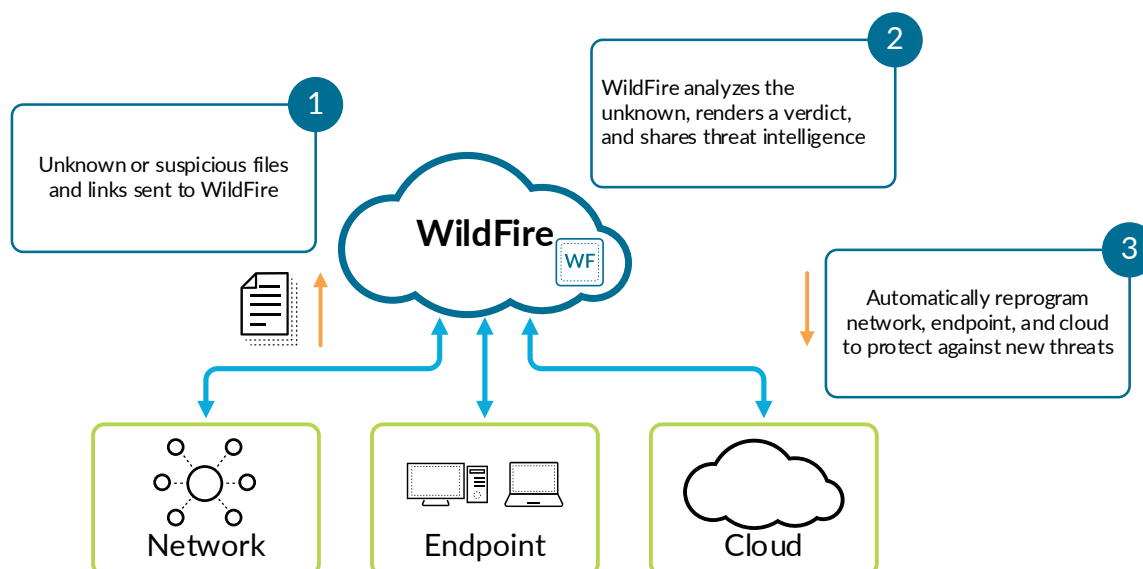 1
Unknown or suspicious files
and links sent to WildFire
2
WildFire analyzes the
unknown, renders a verdict,
and shares threat intelligence
WildFire
WF
3
Automatically reprogram
network, endpoint, and cloud
to protect against new threats
Network
Endpoint
Cloud